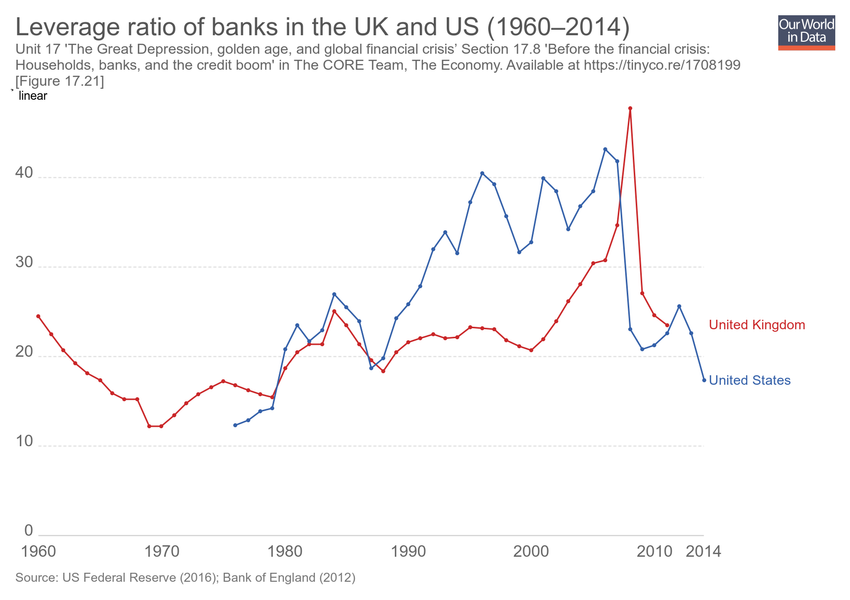 Leverage ratio of banks in the UK and US (1960–2014)
Our World
in Data
Unit 17 'The Great Depression, golden age, and global financial crisis' Section 17.8 'Before the financial crisis:
Households, banks, and the credit boom' in The CORE Team, The Economy. Available at https://tinyco.re/1708199
[Figure 17.21]
linear
40
30
20
10
0
United Kingdom
United States
1960 1970 1980 1990 2000 2010 2014
Source: US Federal Reserve (2016); Bank of England (2012)